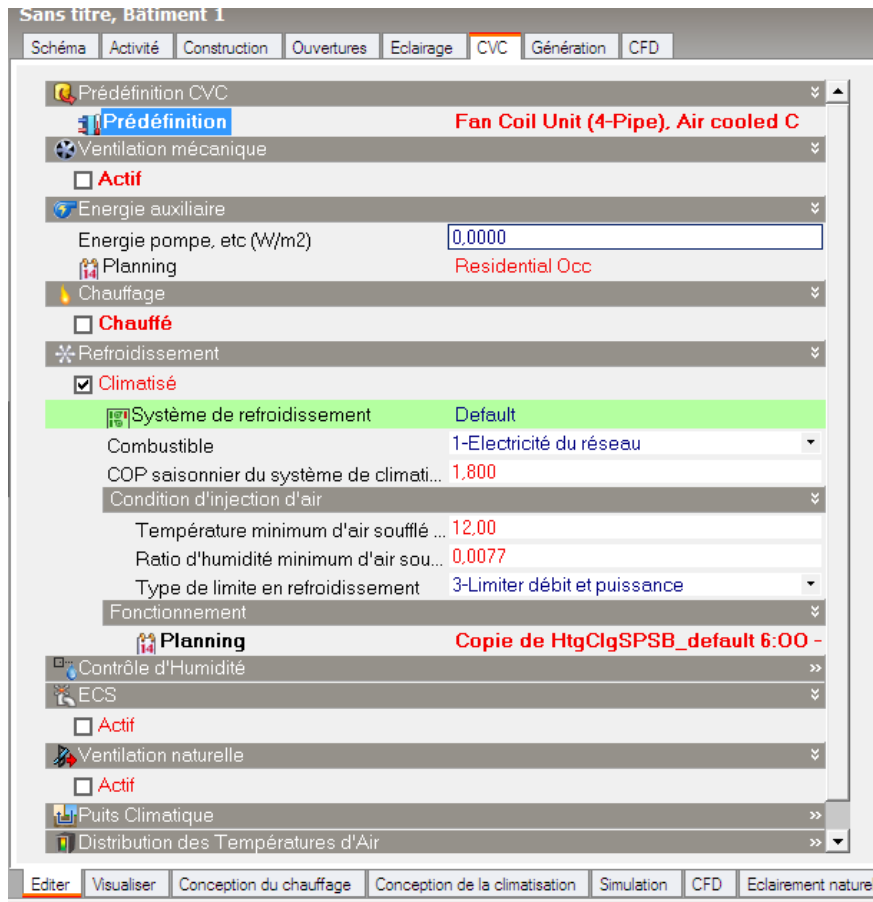 Sans titre, Bâtiment 1
Schéma Activité Construction Ouvertures Eclairage CVC Génération CFD
Prédéfinition CVC
Prédéfinition Fan Coil Unit (4-Pipe), Air cooled C
Ventilation mécanique
Actif
Energie auxiliaire
Energie pompe, etc (W/m2) 0,0000
Planning Residential Occ
Chauffage
Chauffé
Refroidissement
Climatisé
Système de refroidissement Default
Combustible 1-Electricité du réseau
COP saisonnier du système de climati... 1,800
Condition d'injection d'air
Température minimum d'air soufflé ... 12,00
Ratio d'humidité minimum d'air sou... 0,0077
Type de limite en refroidissement 3-Limiter débit et puissance
Fonctionnement
Planning Copie de HtgClgSPSB_default 6:OO -
Contrôle d'Humidité
ECS
Actif
Ventilation naturelle
Actif
Puits Climatique
Distribution des Températures d'Air
Editer Visualiser Conception du chauffage Conception de la climatisation Simulation CFD Eclairement nature